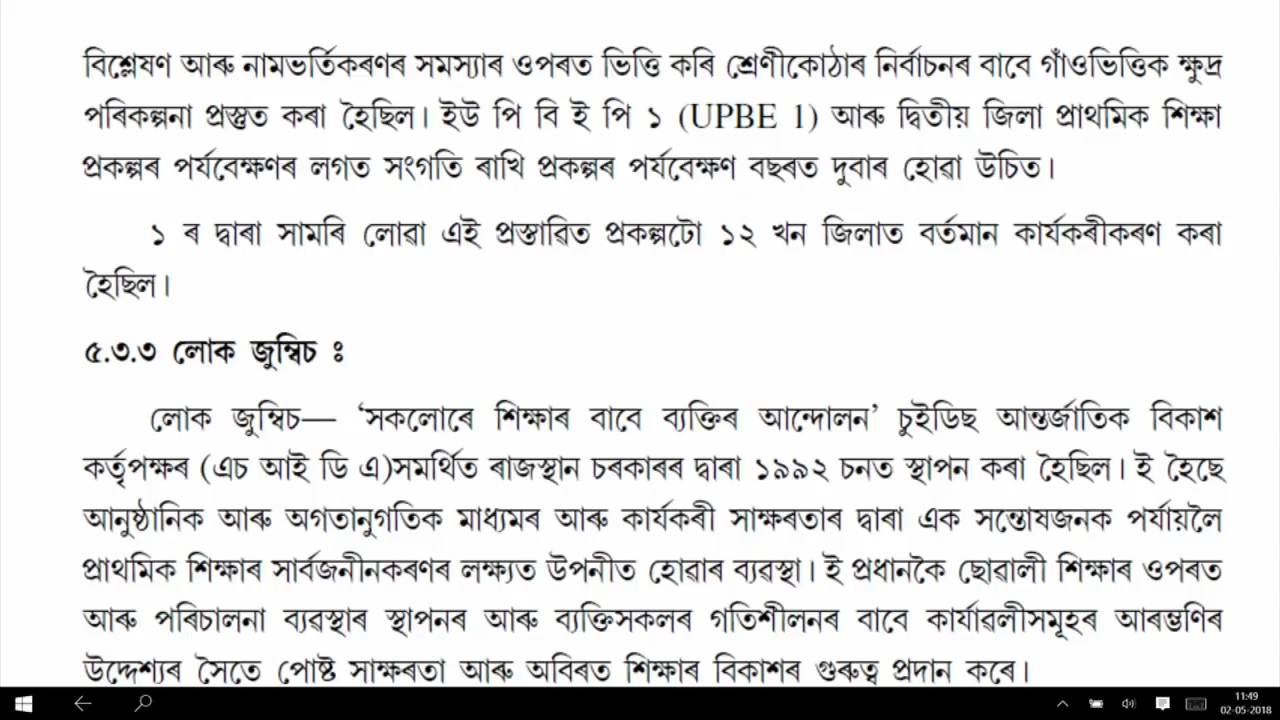 বিশ্লেষণ আৰু নামভৰ্তিকৰণৰ সমস্যাৰ ওপৰত ভিত্তি কৰি শ্ৰেণীকোঠাৰ নিৰ্বাচনৰ বাবে গাঁওভিত্তিক ক্ষুদ্ৰ
পৰিকল্পনা প্ৰস্তুত কৰা হৈছিল। ইউ পি বি ই পি ১ (UPBE 1) আৰু দ্বিতীয় জিলা প্ৰাথমিক শিক্ষা
প্ৰকল্পৰ পৰ্যবেক্ষণৰ লগত সংগতি ৰাখি প্ৰকল্পৰ পৰ্যবেক্ষণ বছৰত দুবাৰ হোৱা উচিত।
১ ৰ দ্বাৰা সামৰি লোৱা এই প্ৰস্তাৱিত প্ৰকল্পটো ১২ খন জিলাত বৰ্তমান কাৰ্যকৰীকৰণ কৰা
হৈছিল।
৫.৩.৩ লোক জুম্বিচ ঃ
লোক জুম্বিচ— ‘সকলোৰে শিক্ষাৰ বাবে ব্যক্তিৰ আন্দোলন’ চুইডিছ আন্তৰ্জাতিক বিকাশ
কৰ্তৃপক্ষৰ (এচ আই ডি এ)সমৰ্থিত ৰাজস্থান চৰকাৰৰ দ্বাৰা ১৯৯২ চনত স্থাপন কৰা হৈছিল। ই হৈছে
আনুষ্ঠানিক আৰু অগতানুগতিক মাধ্যমৰ আৰু কাৰ্যকৰী সাক্ষৰতাৰ দ্বাৰা এক সন্তোষজনক পৰ্যায়লৈ
প্ৰাথমিক শিক্ষাৰ সাৰ্বজনীনকৰণৰ লক্ষ্যত উপনীত হোৱাৰ ব্যৱস্থা। ই প্ৰধানকৈ ছোৱালী শিক্ষাৰ ওপৰত
আৰু পৰিচালনা ব্যৱস্থাৰ স্থাপনৰ আৰু ব্যক্তিসকলৰ গতিশীলনৰ বাবে কাৰ্যাৱলীসমূহৰ আৰম্ভণিৰ
উদ্দেশ্যৰ সৈতে পোষ্ট সাক্ষৰতা আৰু অবিৰত শিক্ষাৰ বিকাশৰ গুৰুত্ব প্ৰদান কৰে।
11:49
02-05-2018